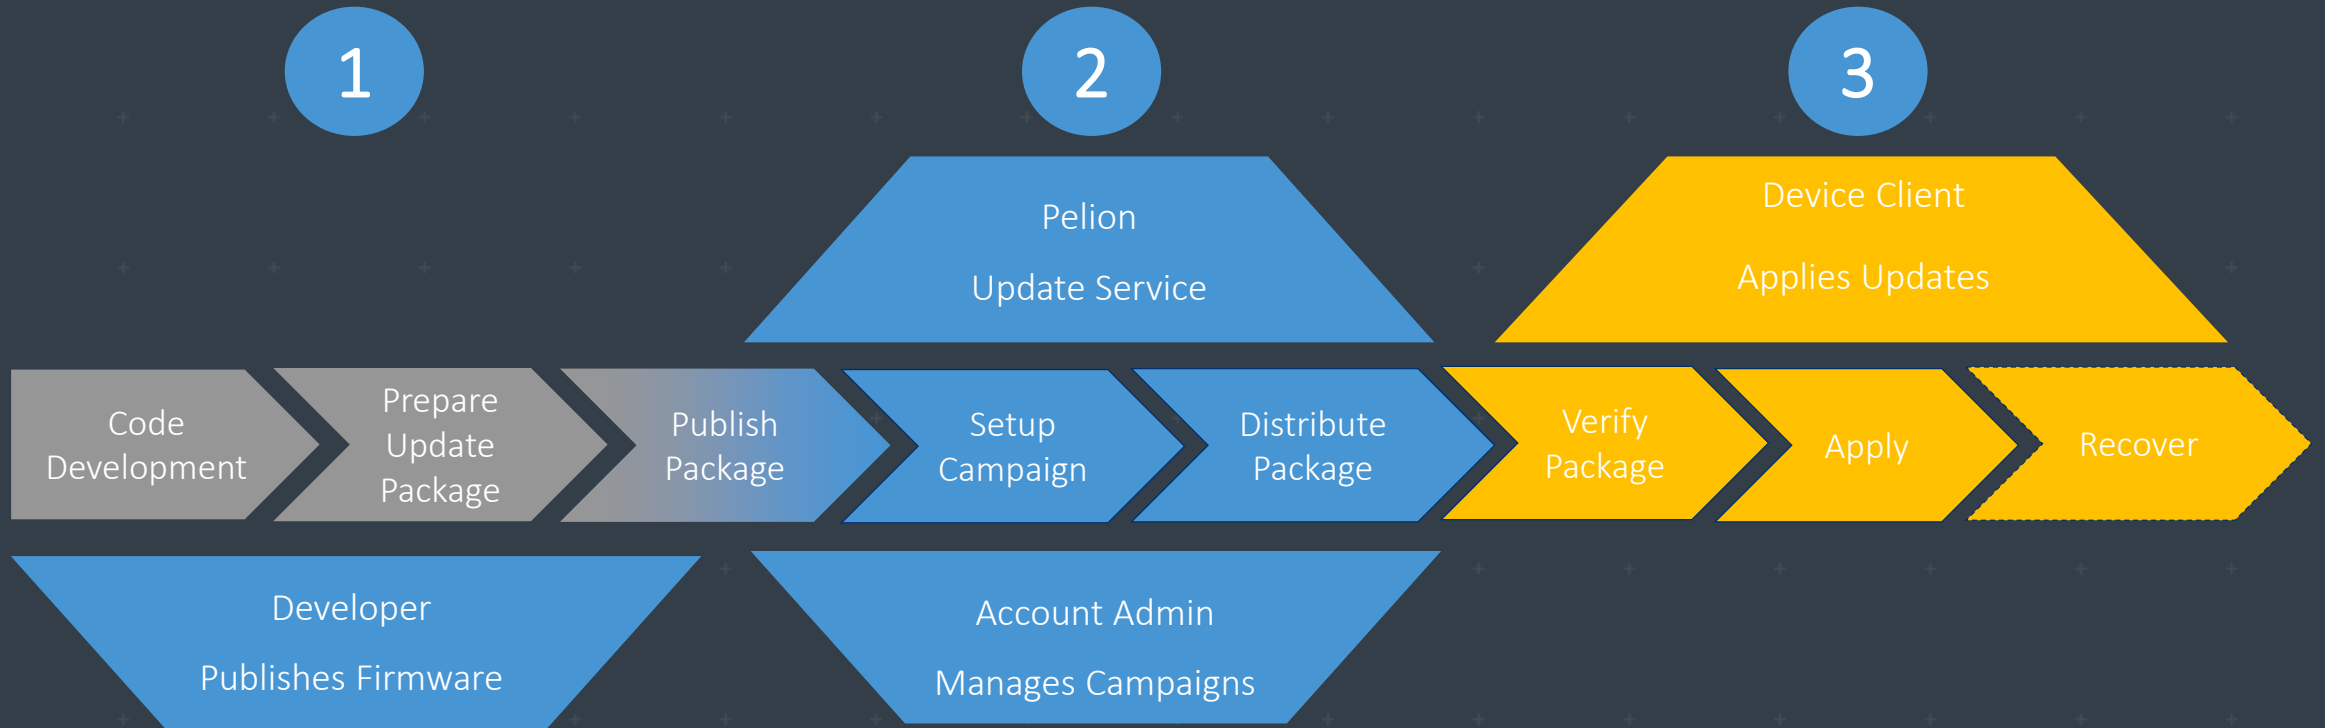 1
2
3
Pelion
Update Service
Device Client
Applies Updates
Code
Development
Prepare
Update
Package
Publish
Package
Setup
Campaign
Distribute
Package
Verify
Package
Apply
Recover
Developer
Publishes Firmware
Account Admin
Manages Campaigns